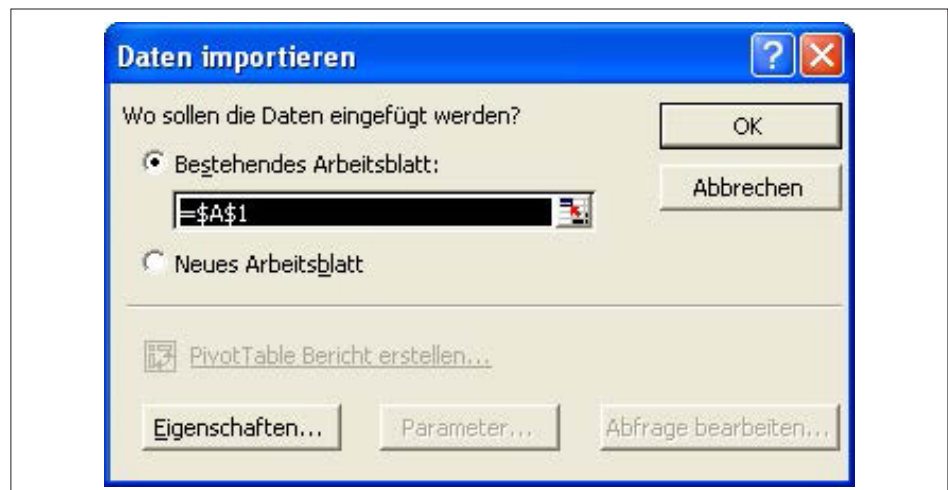 Daten importieren
Wo sollen die Daten eingefügt werden?
OK
Bestehendes Arbeitsblatt:
Abbrechen
=$A$1
Neues Arbeitsblatt
PivotTable Bericht erstellen...
Eigenschaften...
Parameter...
Abfrage bearbeiten...